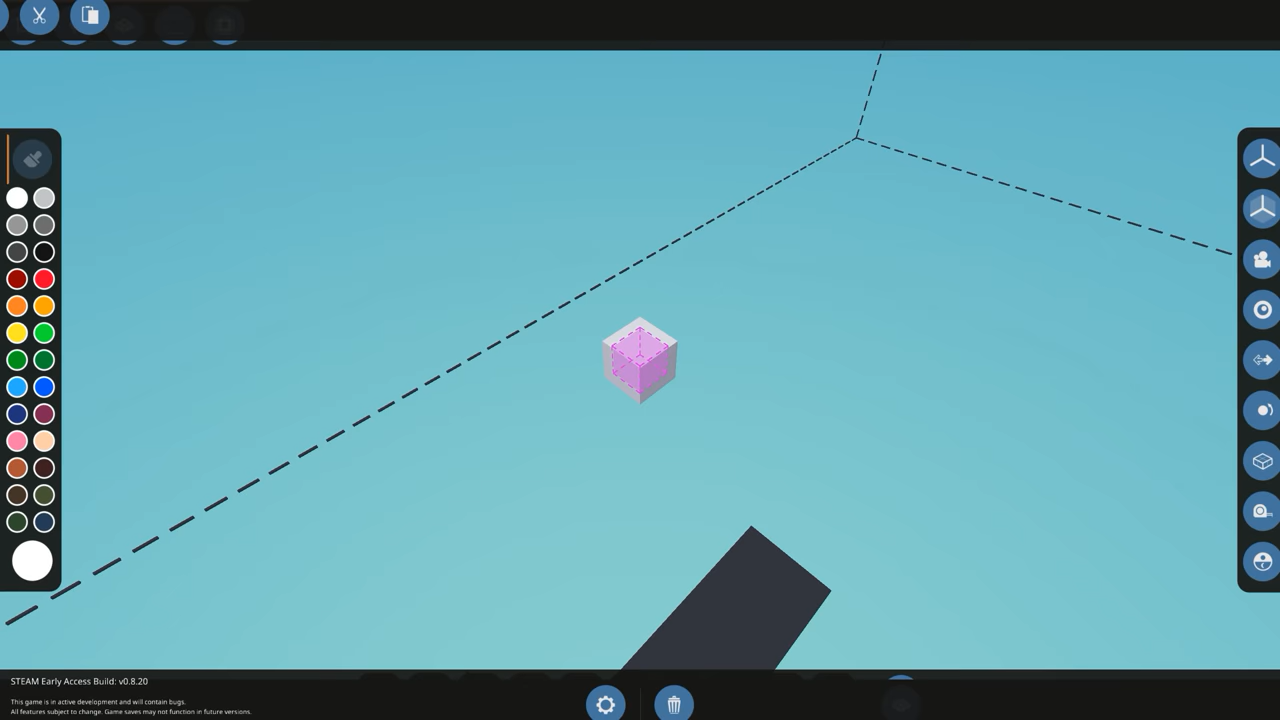 STEAM Early Access Build: v0.8.20
This game is in active development and will contain bugs.
All features subject to change. Game saves may not function in future versions.